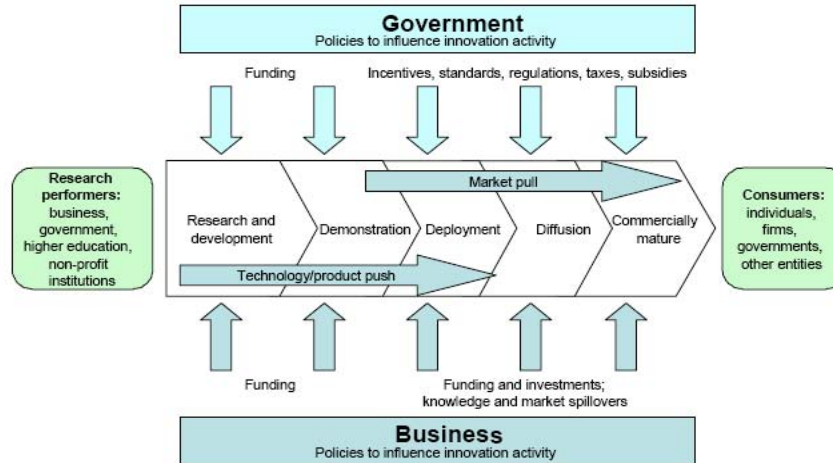 Government
Policies to influence innovation activity
Funding
Incentives, standards, regulations, taxes, subsidies
Research
performers:
business,
government,
higher education,
non-profit
institutions
Market pull
Research and
development
Demonstration
Deployment
Diffusion
Commercially
mature
Technology/product push
Consumers:
individuals,
firms,
governments,
other entities
Funding
Funding and investments;
knowledge and market spillovers
Business
Policies to influence innovation activity